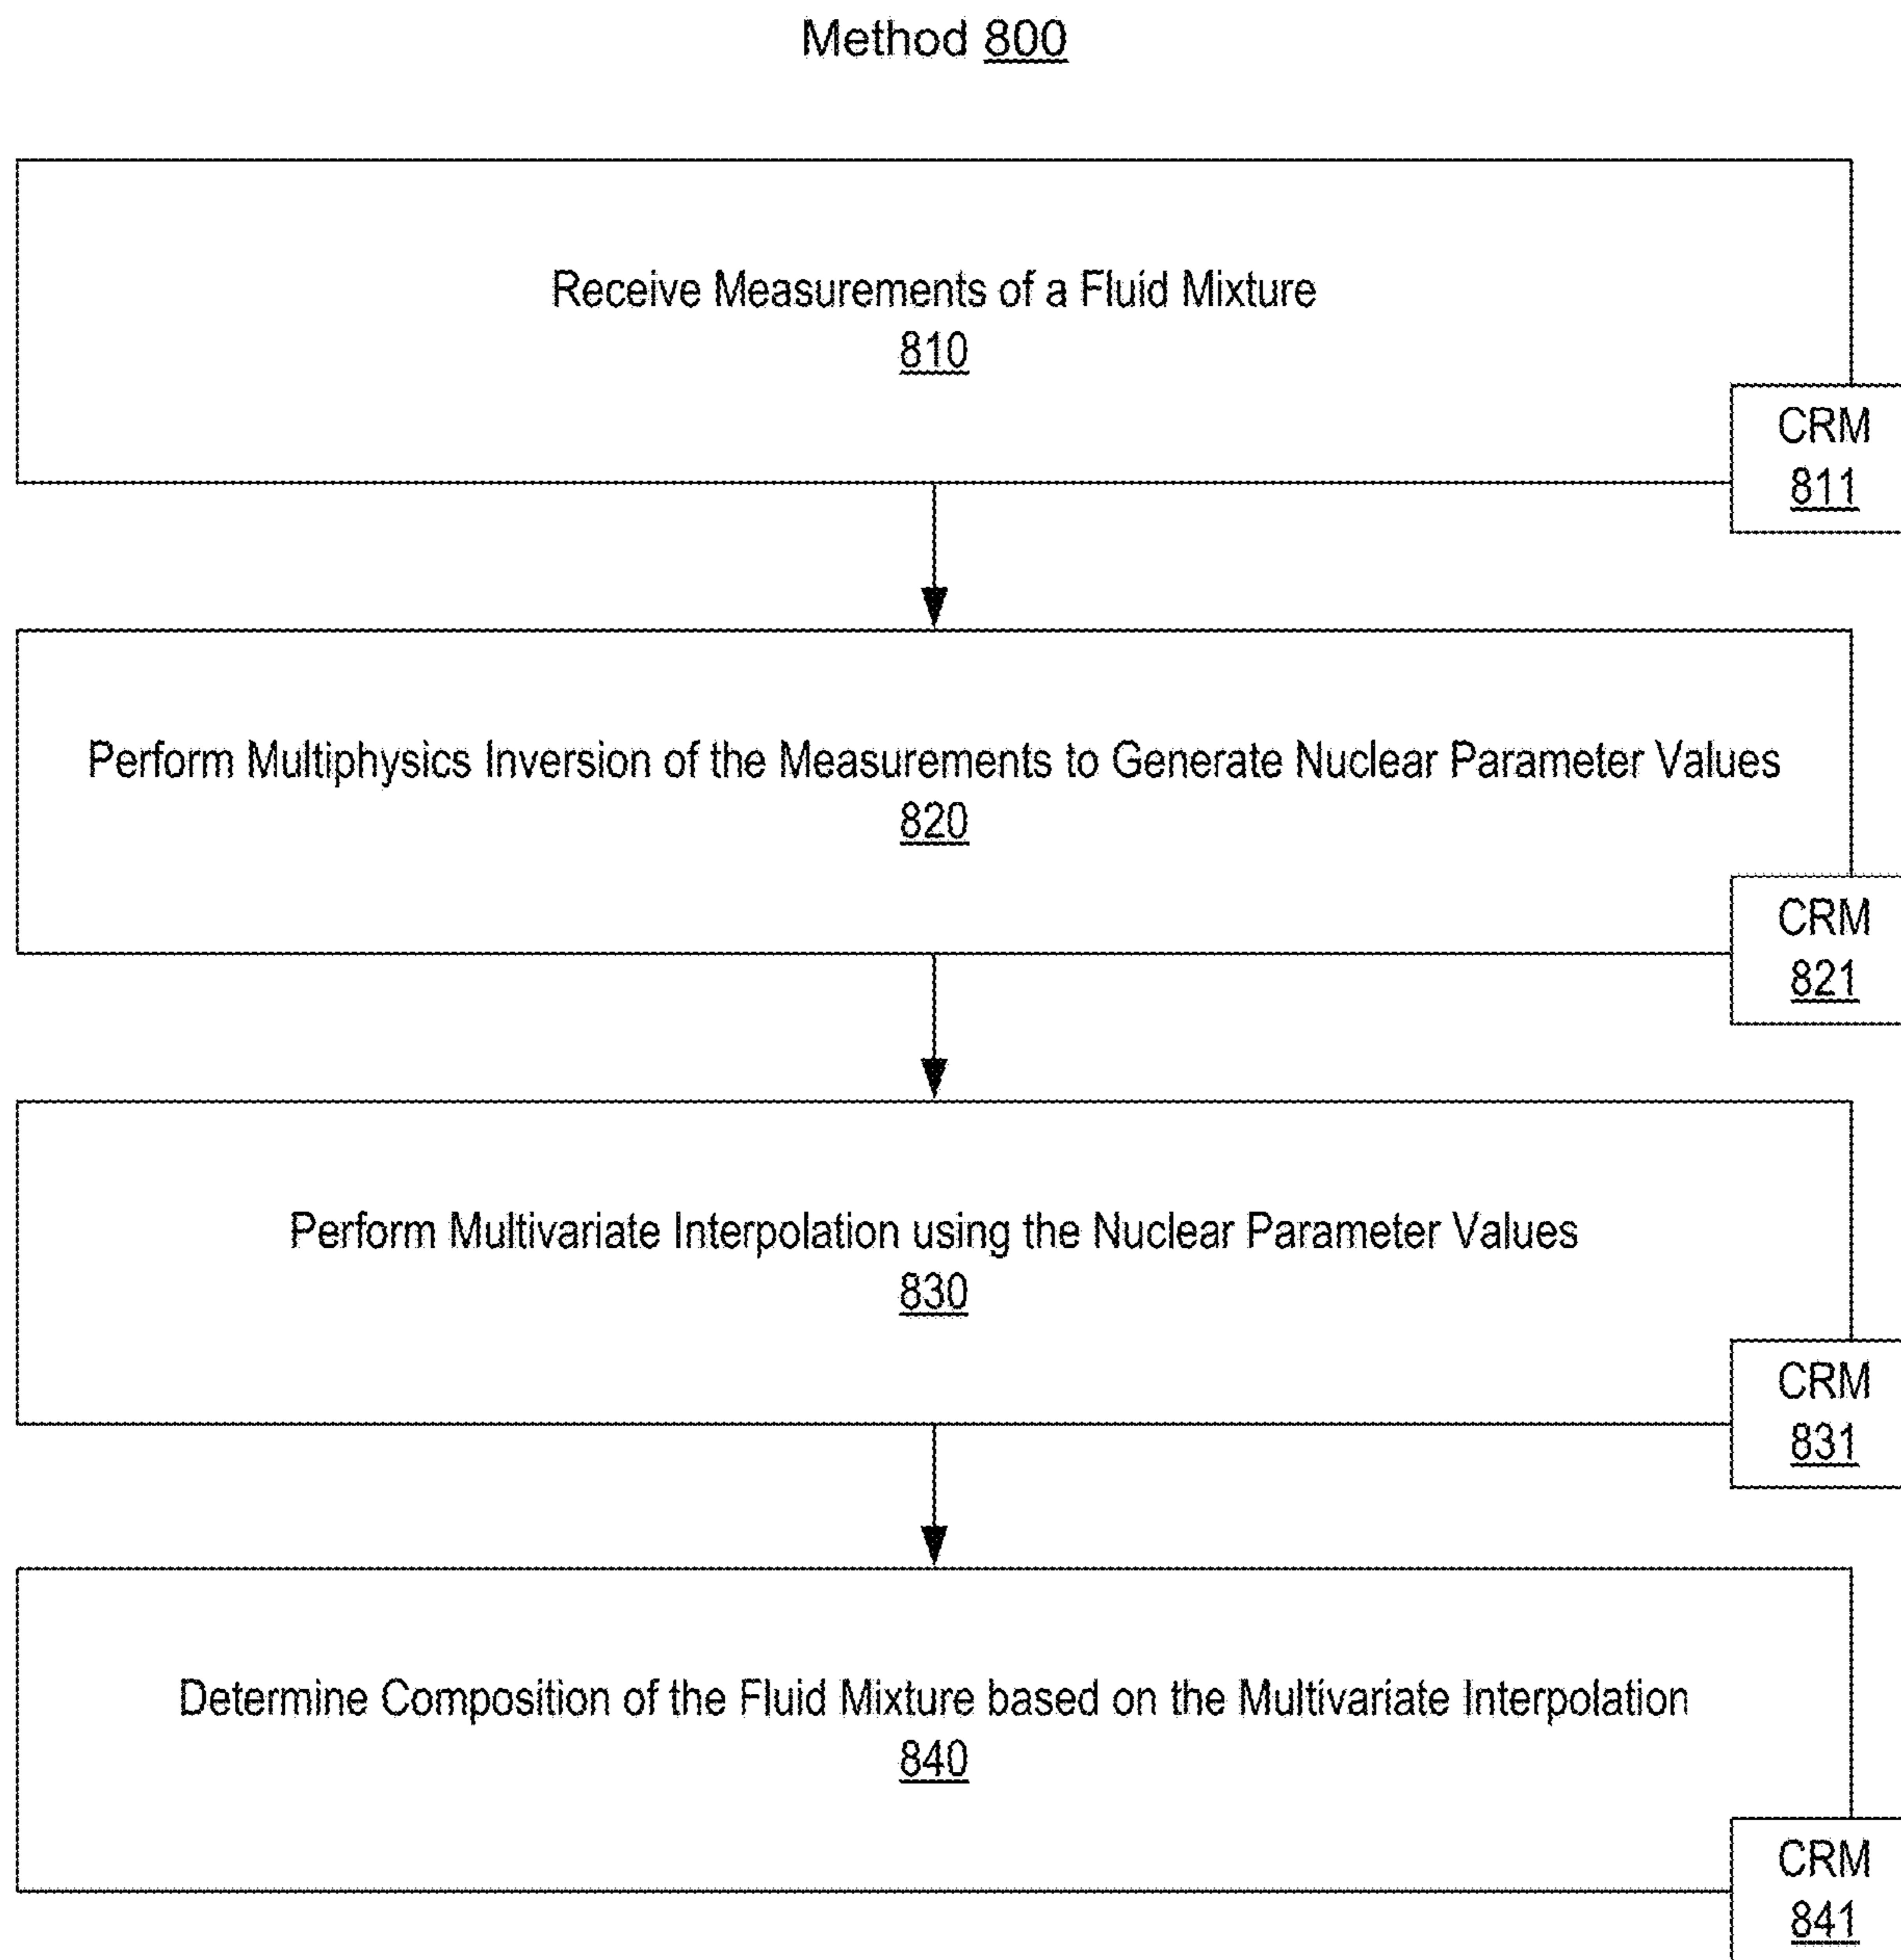 Method 800
Receive Measurements of a Fluid Mixture
810
CRM
811
Perform Multiphysics Inversion of the Measurements to Generate Nuclear Parameter Values
820
CRM
821
Perform Multivariate Interpolation using the Nuclear Parameter Values
830
CRM
831
Determine Composition of the Fluid Mixture based on the Multivariate Interpolation
840
CRM
841